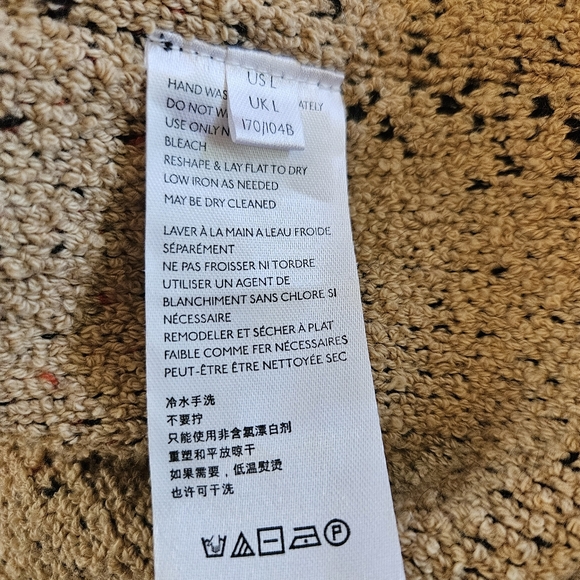 US L
UK L
170/104B
HAND WAS ATELY
DO NOT W
USE ONLY N
BLEACH
RESHAPE & LAY FLAT TO DRY
LOW IRON AS NEEDED
MAY BE DRY CLEANED
LAVER À LA MAIN A LEAU FROIDE
SÉPARÉMENT
NE PAS FROISSER NI TORDRE
UTILISER UN AGENT DE
BLANCHIMENT SANS CHLORE SI
NÉCESSAIRE
REMODELER ET SÉCHER À PLAT
FAIBLE COMME FER NÉCESSAIRES
PEUT-ÊTRE ÊTRE NETTOYÉE SEC
冷水手洗
不要拧
只能使用非含氯漂白剂
重塑和平放晾干
如果需要，低温熨烫
也许可干洗
P